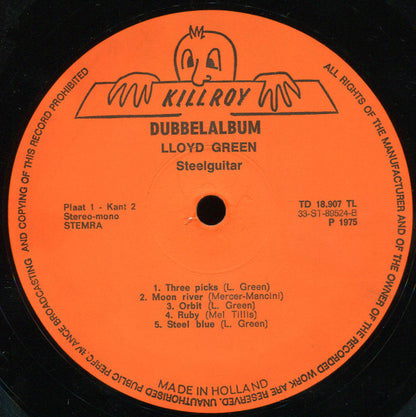 KILLROY
DUBBELALBUM
LLOYD GREEN
Steelguitar
Plaat 1 - Kant 2
Stereo-mono
STEMRA
TD 18.907 TL
33-ST-89524-B
P 1975
1. Three picks (L. Green)
2. Moon river (Mercer-Mancini)
3. Orbit (L. Green)
4. Ruby (Mel Tillis)
5. Steel blue (L. Green)
MADE IN HOLLAND
ALL RIGHTS OF THE MANUFACTURER AND OF THE OWNER OF THE RECORDED WORK ARE RESERVED. UNAUTHORISED PUBLIC PERFORMANCE BROADCASTING AND COPYING OF THIS RECORD PROHIBITED